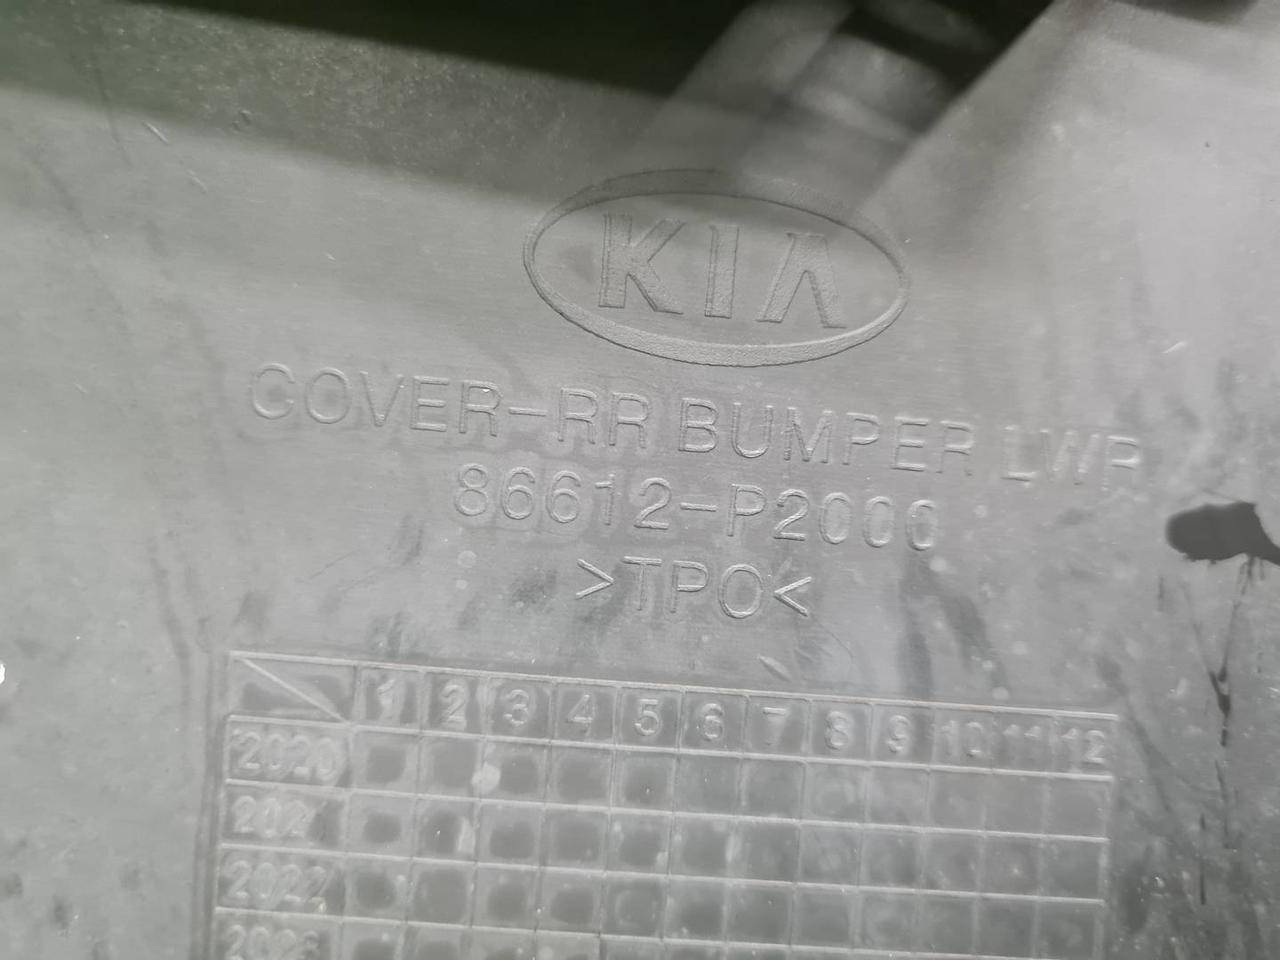 KIA
COVER-RR BUMPER LWR
86612-P2000
>TPO<
1 2 3 4 5 6 7 8 9 10 11 12
2020
2021
2022